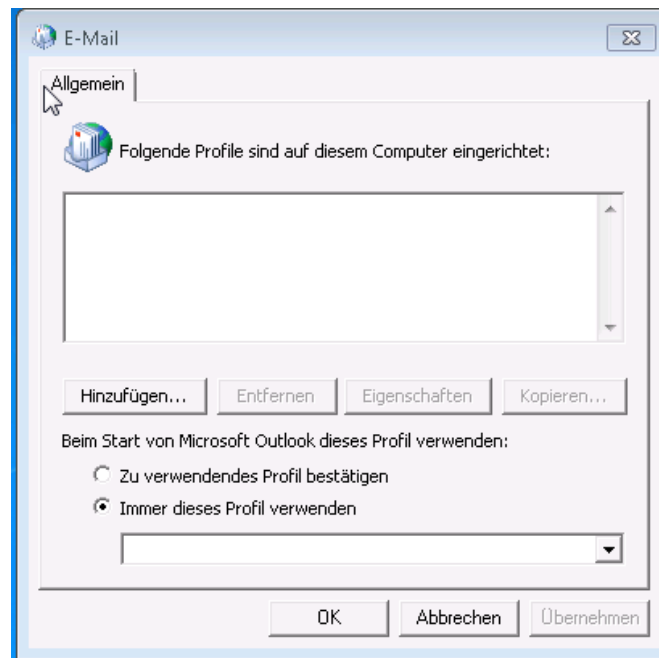 E-Mail
Allgemein
Folgende Profile sind auf diesem Computer eingerichtet:
Hinzufügen... Entfernen Eigenschaften Kopieren...
Beim Start von Microsoft Outlook dieses Profil verwenden:
Zu verwendendes Profil bestätigen
Immer dieses Profil verwenden
OK Abbrechen Übernehmen